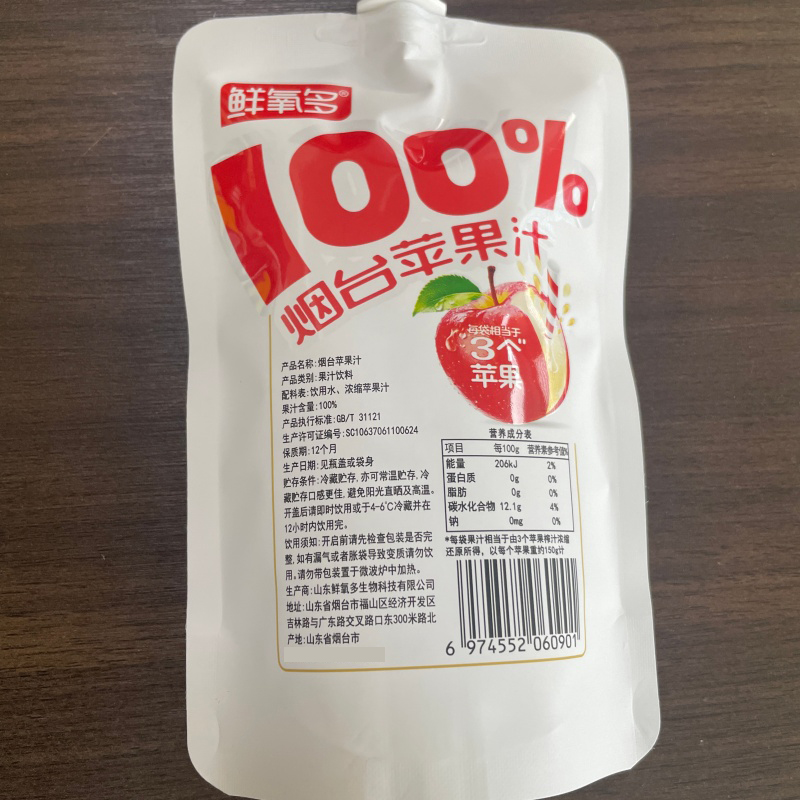 鲜氧多®
100%
烟台苹果汁
每袋相当于
3个
苹果
产品名称:烟台苹果汁
产品类别:果汁饮料
配料表:饮用水、浓缩苹果汁
果汁含量:100%
产品执行标准:GB/T 31121
生产许可证编号:SC10637061100624
保质期:12个月
生产日期:见瓶盖或袋身
贮存条件:冷藏贮存,亦可常温贮存,冷
藏贮存口感更佳,避免阳光直晒及高温。
开盖后请即时饮用或于4-6℃冷藏并在
12小时内饮用完。
饮用须知:开启前请先检查包装是否完
整,如有漏气或者胀袋导致变质请勿饮
用。请勿带包装置于微波炉中加热。
生产商:山东鲜氧多生物科技有限公司
地址:山东省烟台市福山区经济开发区
吉林路与广东路交叉路口东300米路北
产地:山东省烟台市
营养成分表
项目 每100g 营养素参考值%
能量 206kJ 2%
蛋白质 0g 0%
脂肪 0g 0%
碳水化合物 12.1g 4%
钠 0mg 0%
*每袋果汁相当于由3个苹果榨汁浓缩
还原所得，以每个苹果重约150g计
6 974552 060901